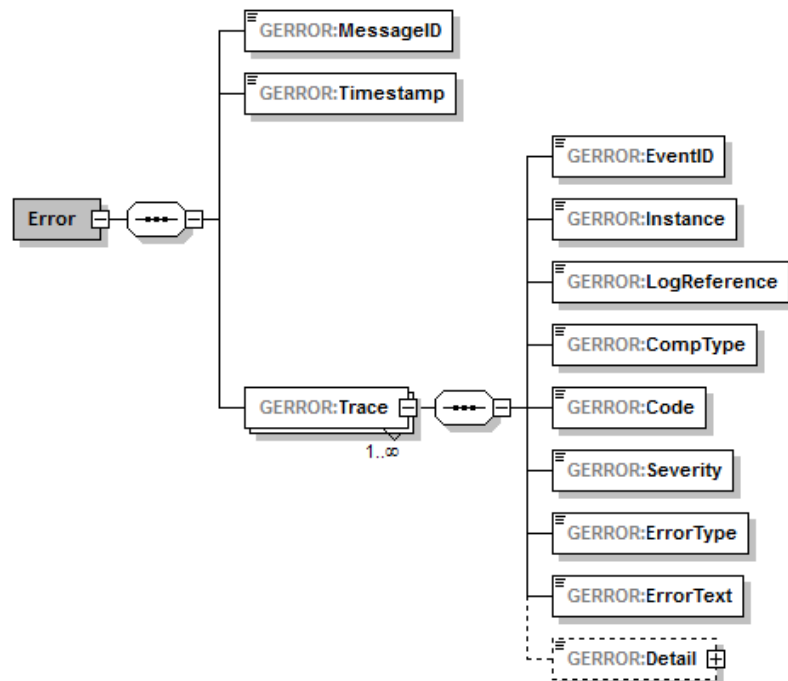 GERROR:MessageID
GERROR:Timestamp
Error
GERROR:Trace
1..∞
GERROR:EventID
GERROR:Instance
GERROR:LogReference
GERROR:CompType
GERROR:Code
GERROR:Severity
GERROR:ErrorType
GERROR:ErrorText
GERROR:Detail